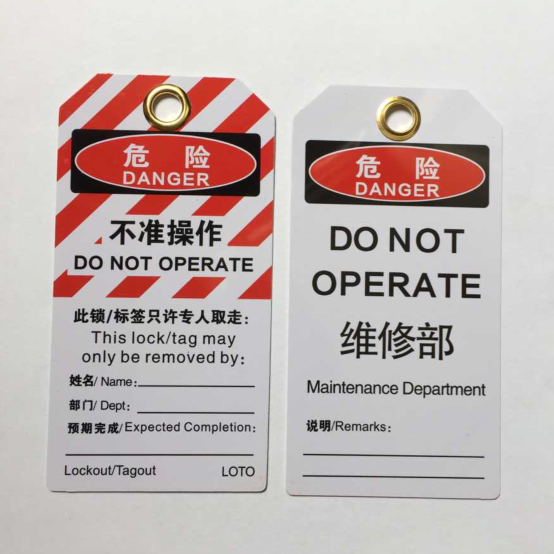 危 险
DANGER
不准操作
DO NOT OPERATE
此锁/标签只许专人取走:
This lock/tag may
only be removed by:
姓名/ Name:
部门/ Dept:
预期完成/ Expected Completion:
Lockout/Tagout LOTO
危 险
DANGER
DO NOT
OPERATE
维修部
Maintenance Department
说明/Remarks: